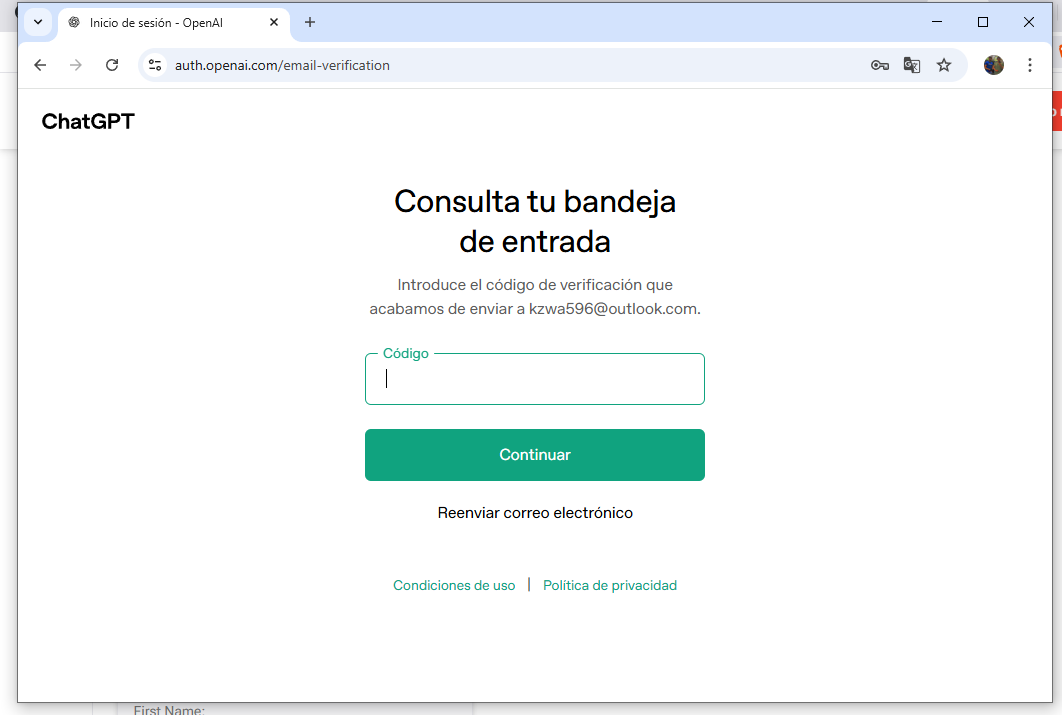 Inicio de sesión - OpenAI
auth.openai.com/email-verification
ChatGPT
Consulta tu bandeja
de entrada
Introduce el código de verificación que
acabamos de enviar a kzwa596@outlook.com.
Código
Continuar
Reenviar correo electrónico
Condiciones de uso | Política de privacidad
First Name: